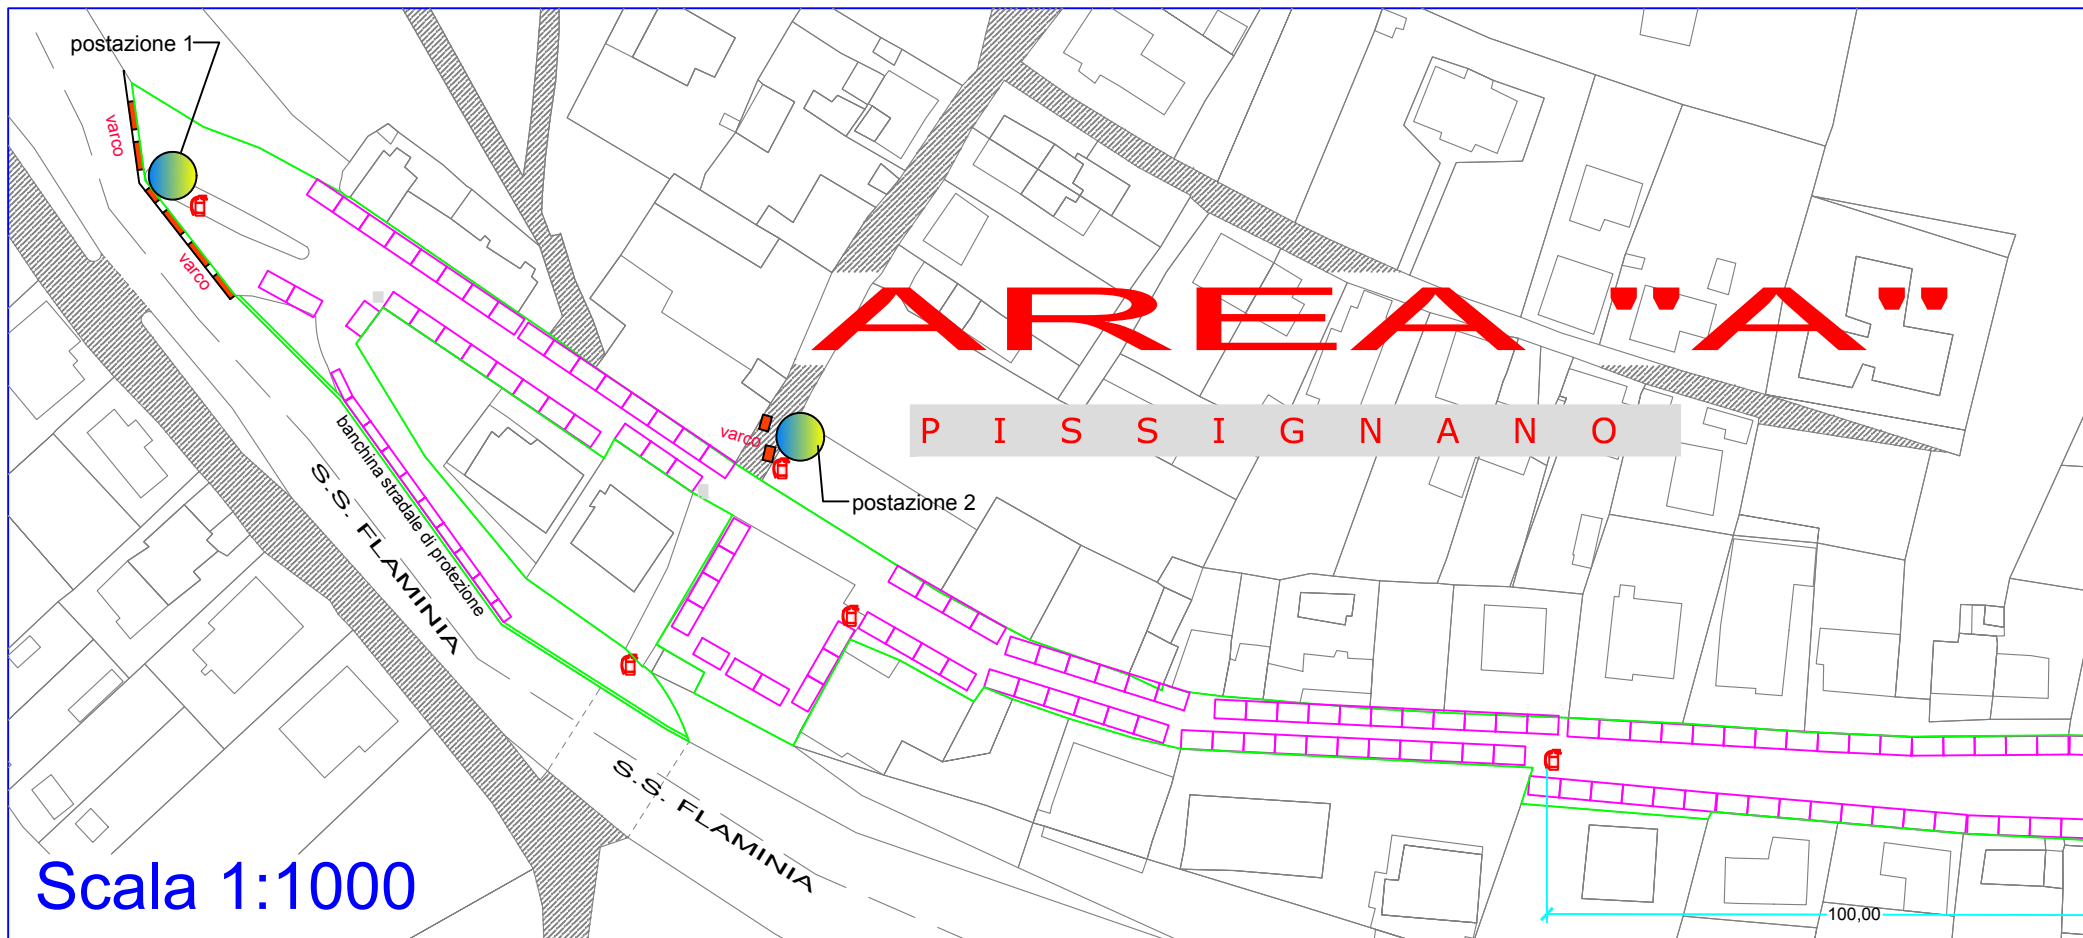 postazione 1
varco
varco
AREA "A"
P I S S I G N A N O
varco
postazione 2
banchina stradale di protezione
S.S. FLAMINIA
S.S. FLAMINIA
Scala 1:1000
100,00